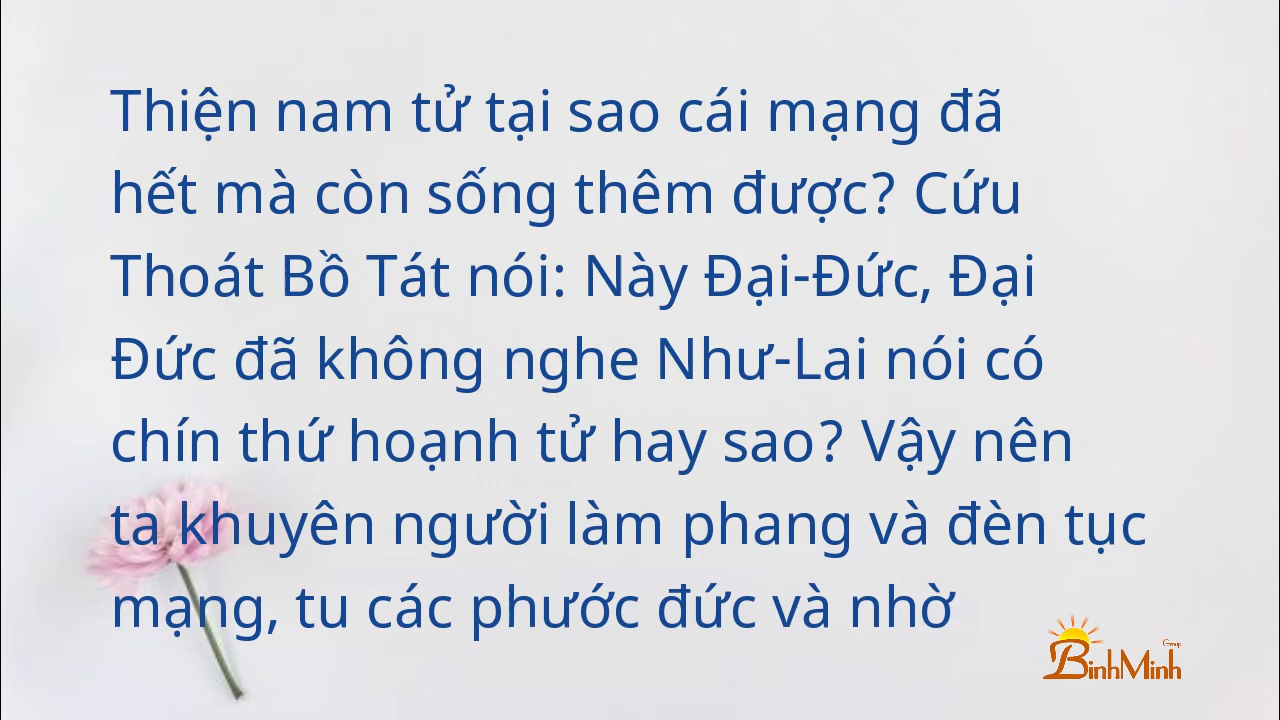 Thiện nam tử tại sao cái mạng đã
hết mà còn sống thêm được? Cứu
Thoát Bồ Tát nói: Này Đại-Đức, Đại
Đức đã không nghe Như-Lai nói có
chín thứ hoạnh tử hay sao? Vậy nên
ta khuyên người làm phang và đèn tục
mạng, tu các phước đức và nhờ
Group
BinhMinh